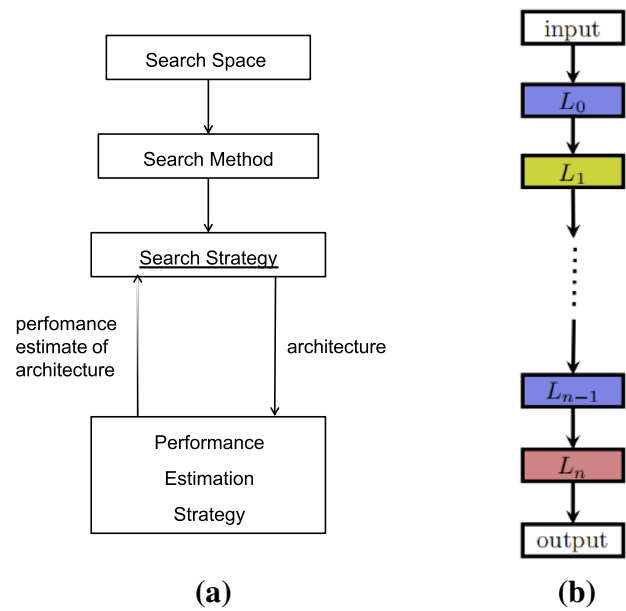 Search Space
Search Method
Search Strategy
perfomance
estimate of
architecture
architecture
Performance
Estimation
Strategy
(a)
input
L₀
L₁
Lₙ₋₁
Lₙ
output
(b)